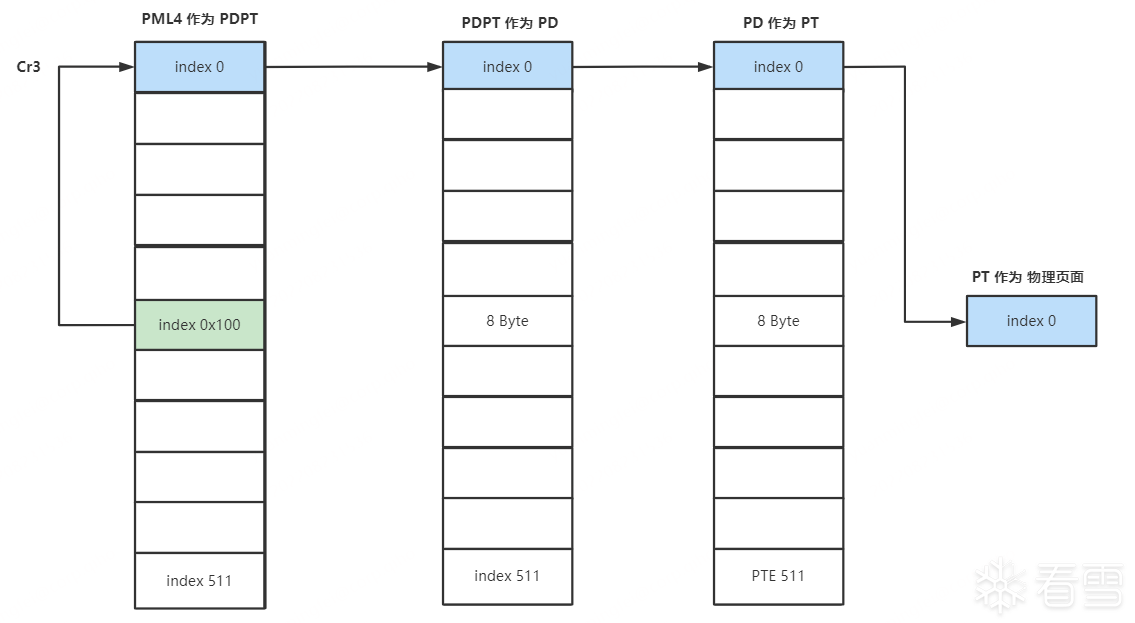 PML4 作为 PDPT
PDPT 作为 PD
PD 作为 PT
Cr3
index 0
index 0
index 0
PT 作为 物理页面
index 0x100
8 Byte
8 Byte
index 0
index 511
index 511
PTE 511
看雪